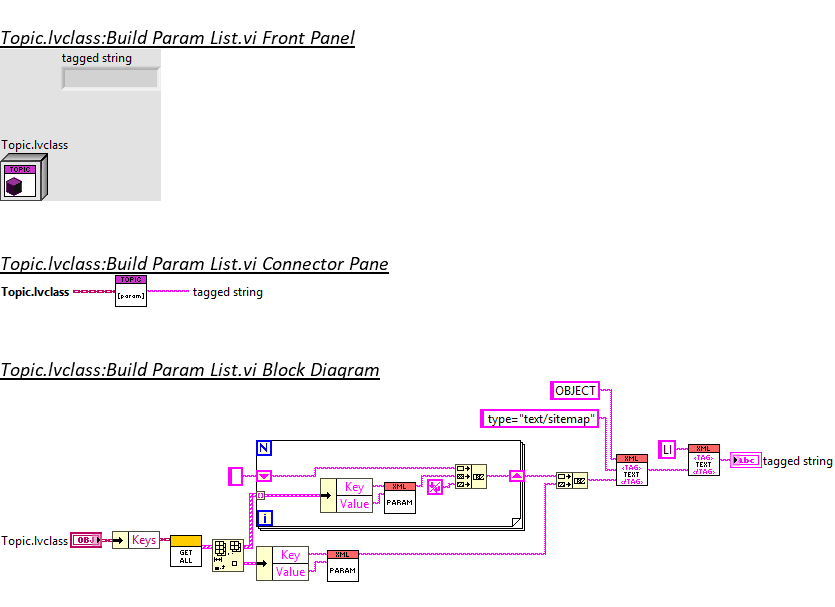 Topic.lvclass:Build Param List.vi Front Panel
tagged string
Topic.lvclass
TOPIC
Topic.lvclass:Build Param List.vi Connector Pane
TOPIC
Topic.lvclass [param] tagged string
Topic.lvclass:Build Param List.vi Block Diagram
OBJECT
type="text/sitemap"
N
LI
XML
<TAG>
TEXT
</TAG>
XML
<TAG>
TEXT
</TAG>
abc tagged string
Key
Value
XML
PARAM
i
Topic.lvclass OBJ Keys
GET
ALL
Key
Value
XML
PARAM